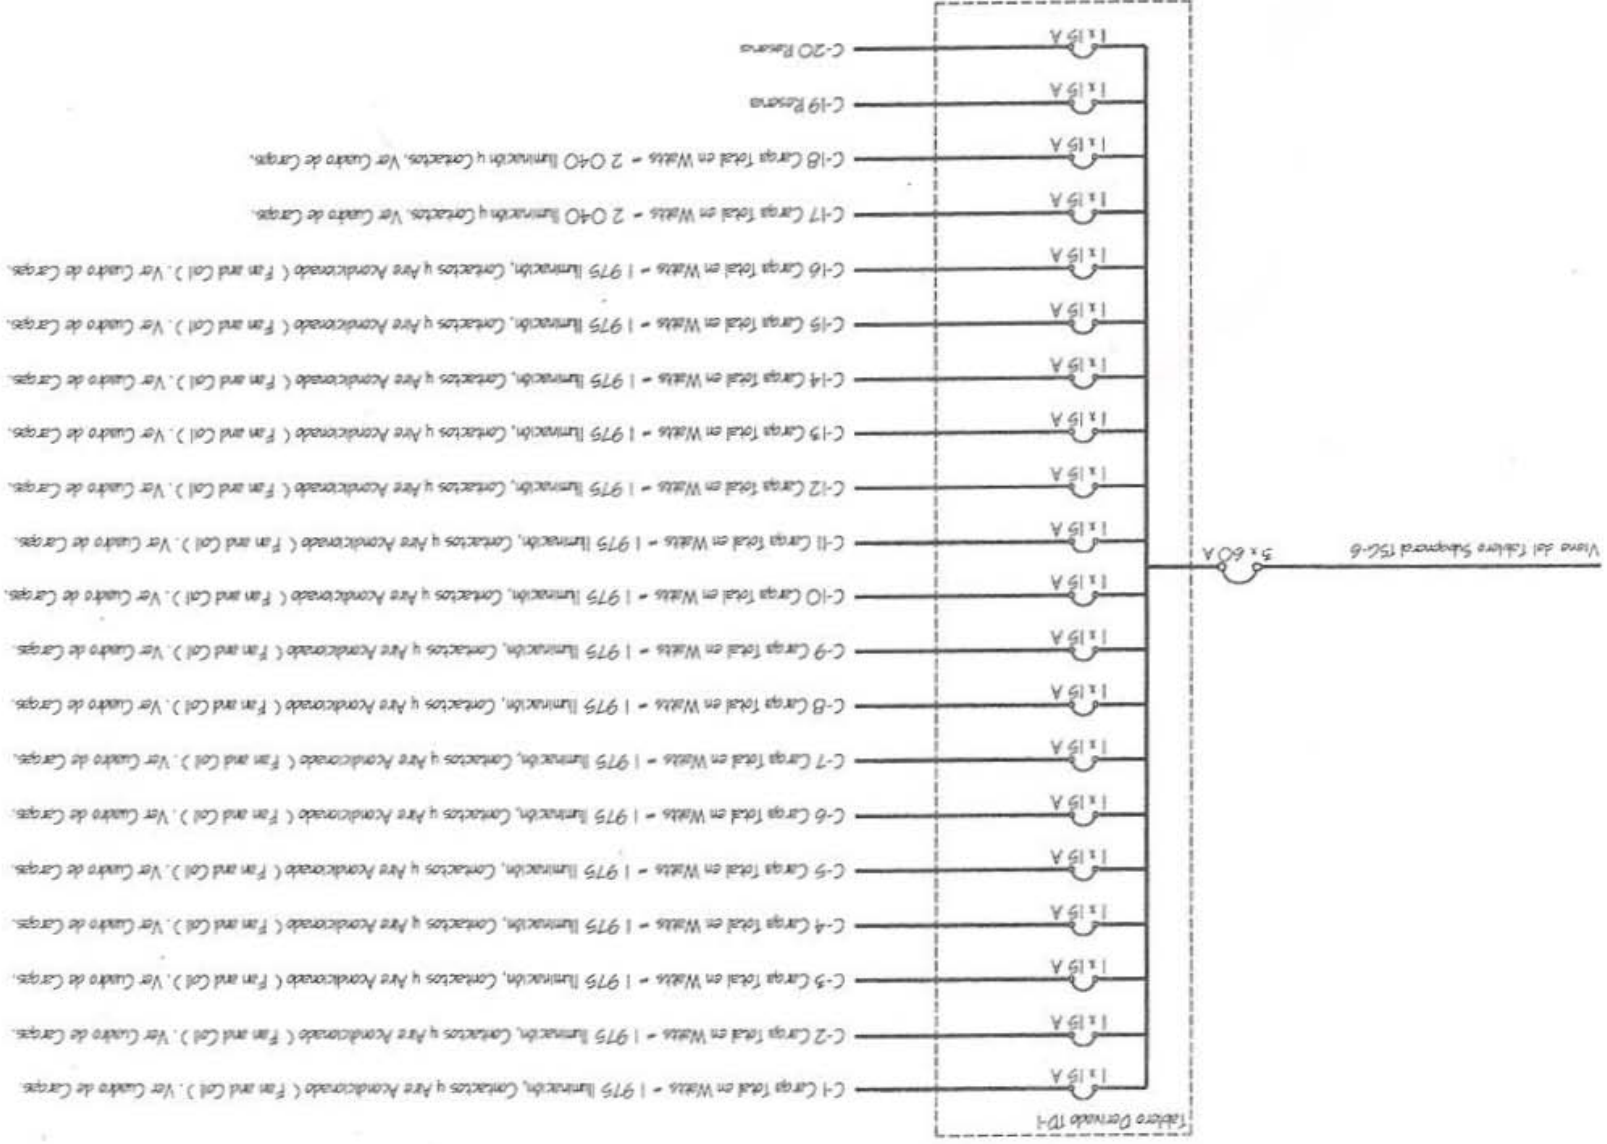 Tablero Derivado TD-1
C-1 Carga Total en Watts = 1 975 Iluminación, Contactos y Aire Acondicionado ( Fan and Coil ). Ver Cuadro de Cargas.
1 x 15 A
C-2 Carga Total en Watts = 1 975 Iluminación, Contactos y Aire Acondicionado ( Fan and Coil ). Ver Cuadro de Cargas.
1 x 15 A
C-3 Carga Total en Watts = 1 975 Iluminación, Contactos y Aire Acondicionado ( Fan and Coil ). Ver Cuadro de Cargas.
1 x 15 A
C-4 Carga Total en Watts = 1 975 Iluminación, Contactos y Aire Acondicionado ( Fan and Coil ). Ver Cuadro de Cargas.
1 x 15 A
C-5 Carga Total en Watts = 1 975 Iluminación, Contactos y Aire Acondicionado ( Fan and Coil ). Ver Cuadro de Cargas.
1 x 15 A
C-6 Carga Total en Watts = 1 975 Iluminación, Contactos y Aire Acondicionado ( Fan and Coil ). Ver Cuadro de Cargas.
1 x 15 A
C-7 Carga Total en Watts = 1 975 Iluminación, Contactos y Aire Acondicionado ( Fan and Coil ). Ver Cuadro de Cargas.
1 x 15 A
C-8 Carga Total en Watts = 1 975 Iluminación, Contactos y Aire Acondicionado ( Fan and Coil ). Ver Cuadro de Cargas.
1 x 15 A
C-9 Carga Total en Watts = 1 975 Iluminación, Contactos y Aire Acondicionado ( Fan and Coil ). Ver Cuadro de Cargas.
1 x 15 A
C-10 Carga Total en Watts = 1 975 Iluminación, Contactos y Aire Acondicionado ( Fan and Coil ). Ver Cuadro de Cargas.
1 x 15 A
Viene del Tablero Subgeneral TSG-6
3 x 60 A
C-11 Carga Total en Watts = 1 975 Iluminación, Contactos y Aire Acondicionado ( Fan and Coil ). Ver Cuadro de Cargas.
1 x 15 A
C-12 Carga Total en Watts = 1 975 Iluminación, Contactos y Aire Acondicionado ( Fan and Coil ). Ver Cuadro de Cargas.
1 x 15 A
C-13 Carga Total en Watts = 1 975 Iluminación, Contactos y Aire Acondicionado ( Fan and Coil ). Ver Cuadro de Cargas.
1 x 15 A
C-14 Carga Total en Watts = 1 975 Iluminación, Contactos y Aire Acondicionado ( Fan and Coil ). Ver Cuadro de Cargas.
1 x 15 A
C-15 Carga Total en Watts = 1 975 Iluminación, Contactos y Aire Acondicionado ( Fan and Coil ). Ver Cuadro de Cargas.
1 x 15 A
C-16 Carga Total en Watts = 1 975 Iluminación, Contactos y Aire Acondicionado ( Fan and Coil ). Ver Cuadro de Cargas.
1 x 15 A
C-17 Carga Total en Watts = 2 040 Iluminación y Contactos. Ver Cuadro de Cargas.
1 x 15 A
C-18 Carga Total en Watts = 2 040 Iluminación y Contactos. Ver Cuadro de Cargas.
1 x 15 A
C-19 Reserva
1 x 15 A
C-20 Reserva
1 x 15 A